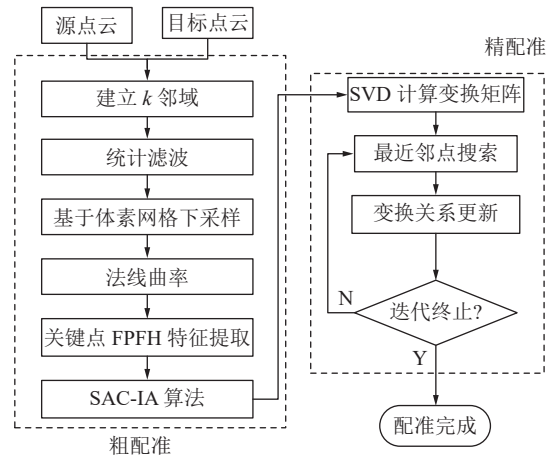 源点云
目标点云
建立 k 邻域
统计滤波
基于体素网格下采样
法线曲率
关键点 FPFH 特征提取
SAC-IA 算法
粗配准
精配准
SVD 计算变换矩阵
最近邻点搜索
变换关系更新
迭代终止?
N
Y
配准完成